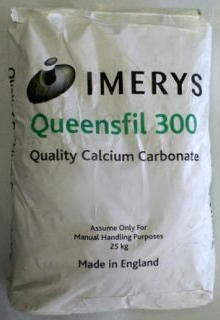 IMERYS
Queensfil 300
Quality Calcium Carbonate
Assume Only For
Manual Handling Purposes
25 kg
Made in England